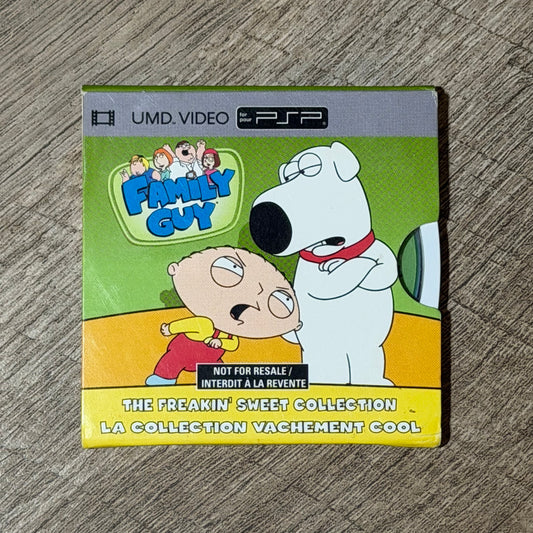 UMD. VIDEO for pour PSP
FAMILY
GUY
NOT FOR RESALE /
INTERDIT À LA REVENTE
THE FREAKIN' SWEET COLLECTION
LA COLLECTION VACHEMENT COOL